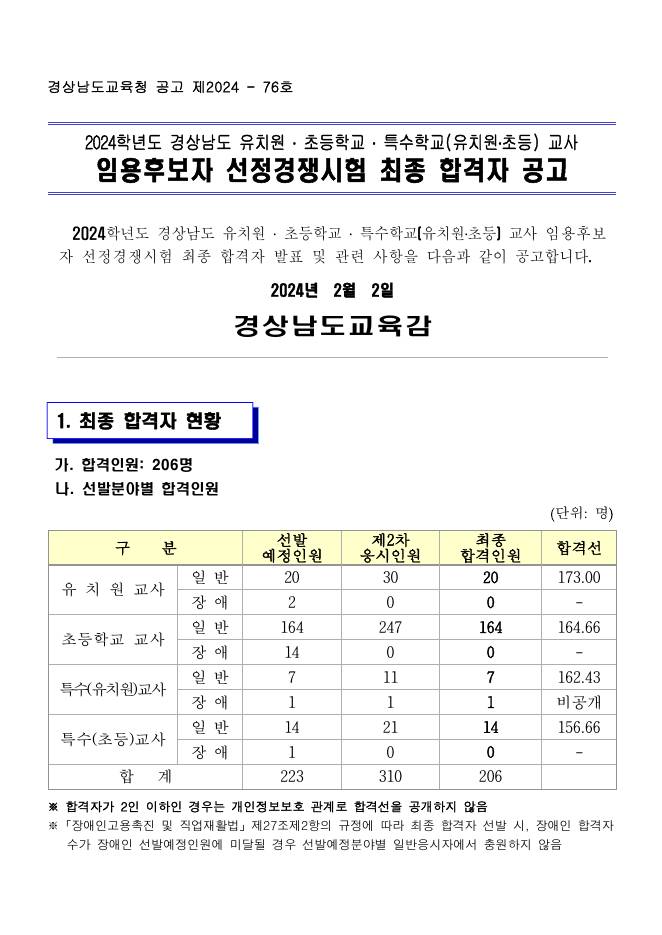 경상남도교육청 공고 제2024 - 76호
2024학년도 경상남도 유치원 · 초등학교 · 특수학교(유치원·초등) 교사
임용후보자 선정경쟁시험 최종 합격자 공고
2024학년도 경상남도 유치원 · 초등학교 · 특수학교(유치원·초등) 교사 임용후보
자 선정경쟁시험 최종 합격자 발표 및 관련 사항을 다음과 같이 공고합니다.
2024년 2월 2일
경상남도교육감
1. 최종 합격자 현황
가. 합격인원: 206명
나. 선발분야별 합격인원
(단위: 명)
구 분 선발 예정인원 제2차 응시인원 최종 합격인원 합격선
유 치 원 교사 일 반 20 30 20 173.00
장 애 2 0 0 -
초등학교 교사 일 반 164 247 164 164.66
장 애 14 0 0 -
특수(유치원)교사 일 반 7 11 7 162.43
장 애 1 1 1 비공개
특수(초등)교사 일 반 14 21 14 156.66
장 애 1 0 0 -
합 계 223 310 206
※ 합격자가 2인 이하인 경우는 개인정보보호 관계로 합격선을 공개하지 않음
※ 「장애인고용촉진 및 직업재활법」 제27조제2항의 규정에 따라 최종 합격자 선발 시, 장애인 합격자
수가 장애인 선발예정인원에 미달될 경우 선발예정분야별 일반응시자에서 충원하지 않음